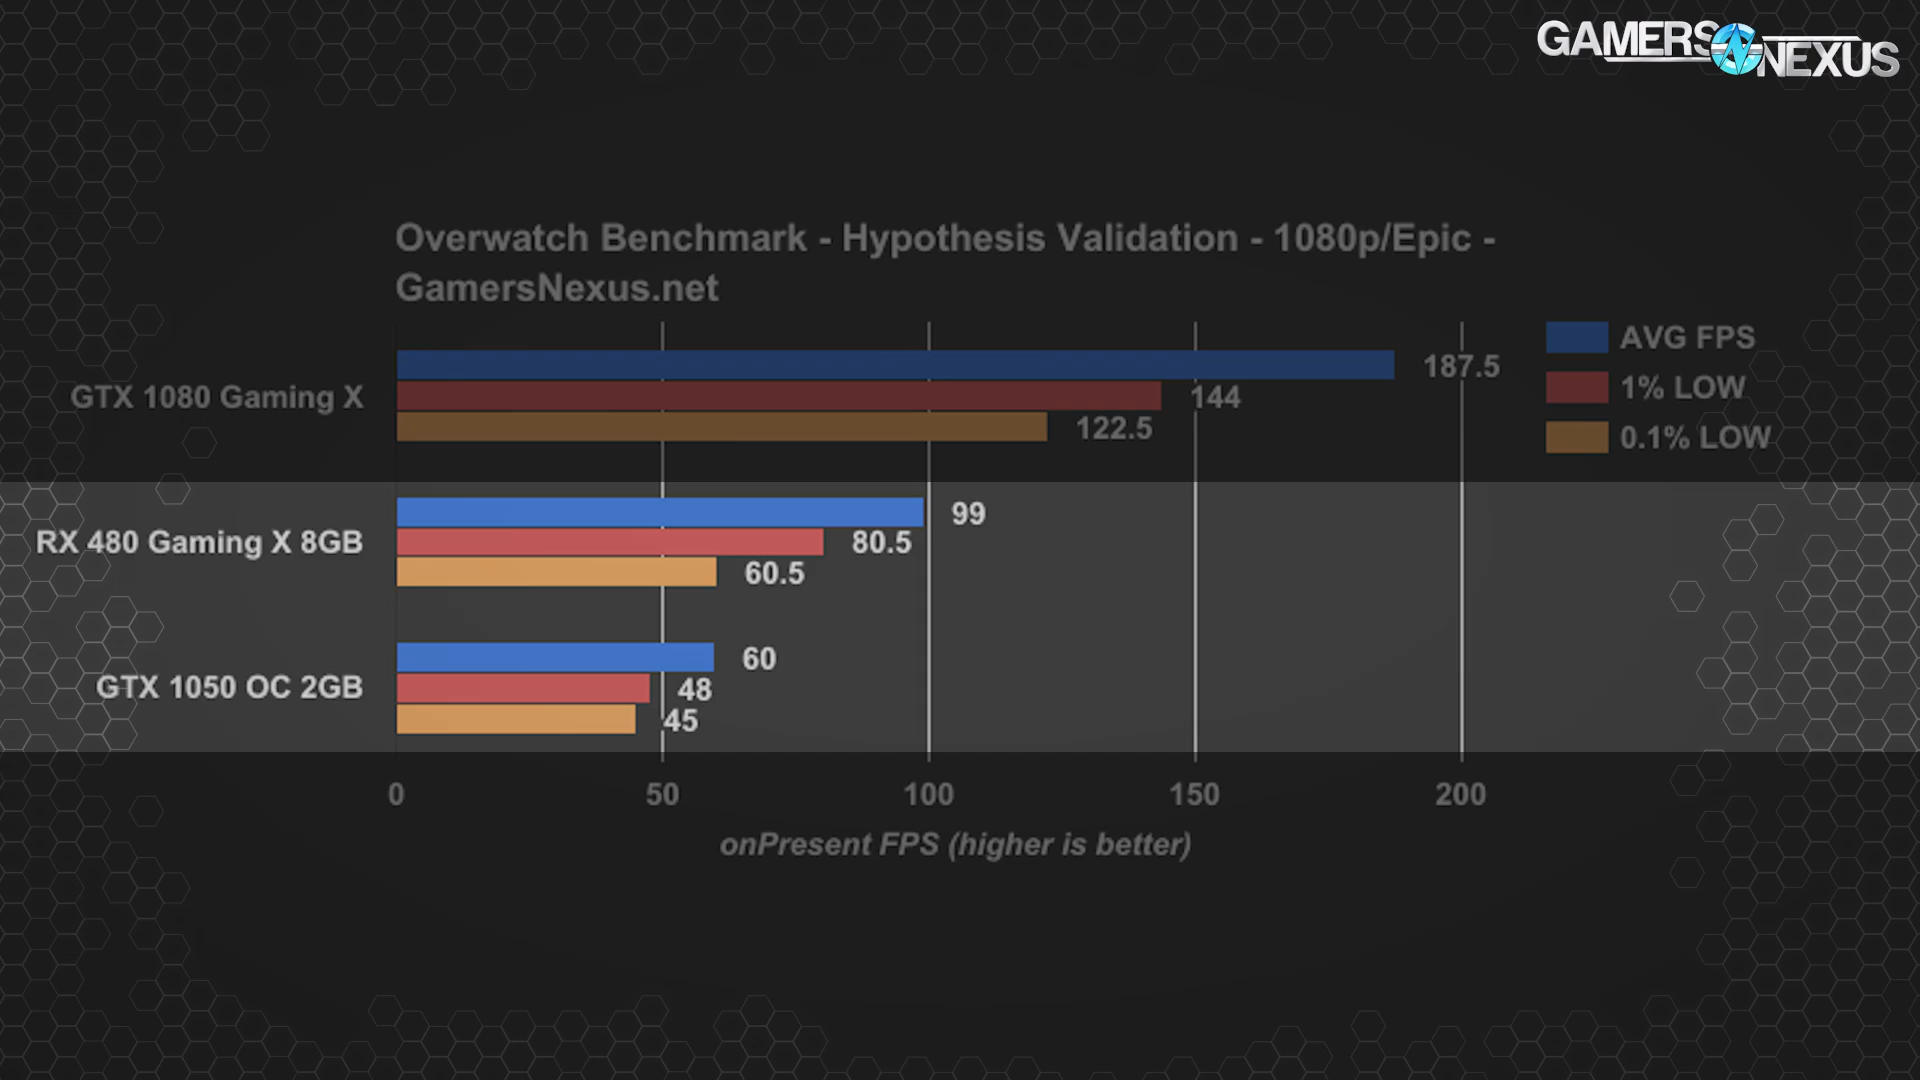 GAMERS NEXUS
Overwatch Benchmark - Hypothesis Validation - 1080p/Epic -
GamersNexus.net
AVG FPS
1% LOW
0.1% LOW
GTX 1080 Gaming X
187.5
144
122.5
RX 480 Gaming X 8GB
99
80.5
60.5
GTX 1050 OC 2GB
60
48
45
0 50 100 150 200
onPresent FPS (higher is better)